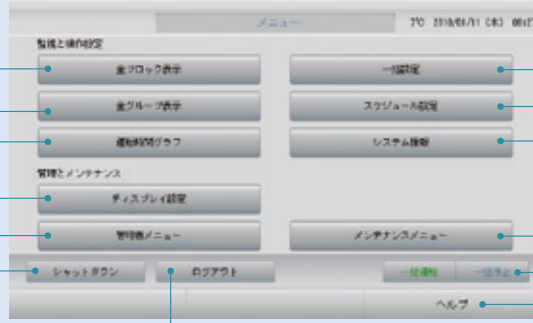 メニュー
監視と操作設定
全ブロック表示
一括設定
全グループ表示
スケジュール設定
運転時間グラフ
システム情報
管理とメンテナンス
ディスプレイ設定
管理者メニュー
メンテナンスメニュー
シャットダウン ログアウト 一括運転 一括停止
ヘルプ